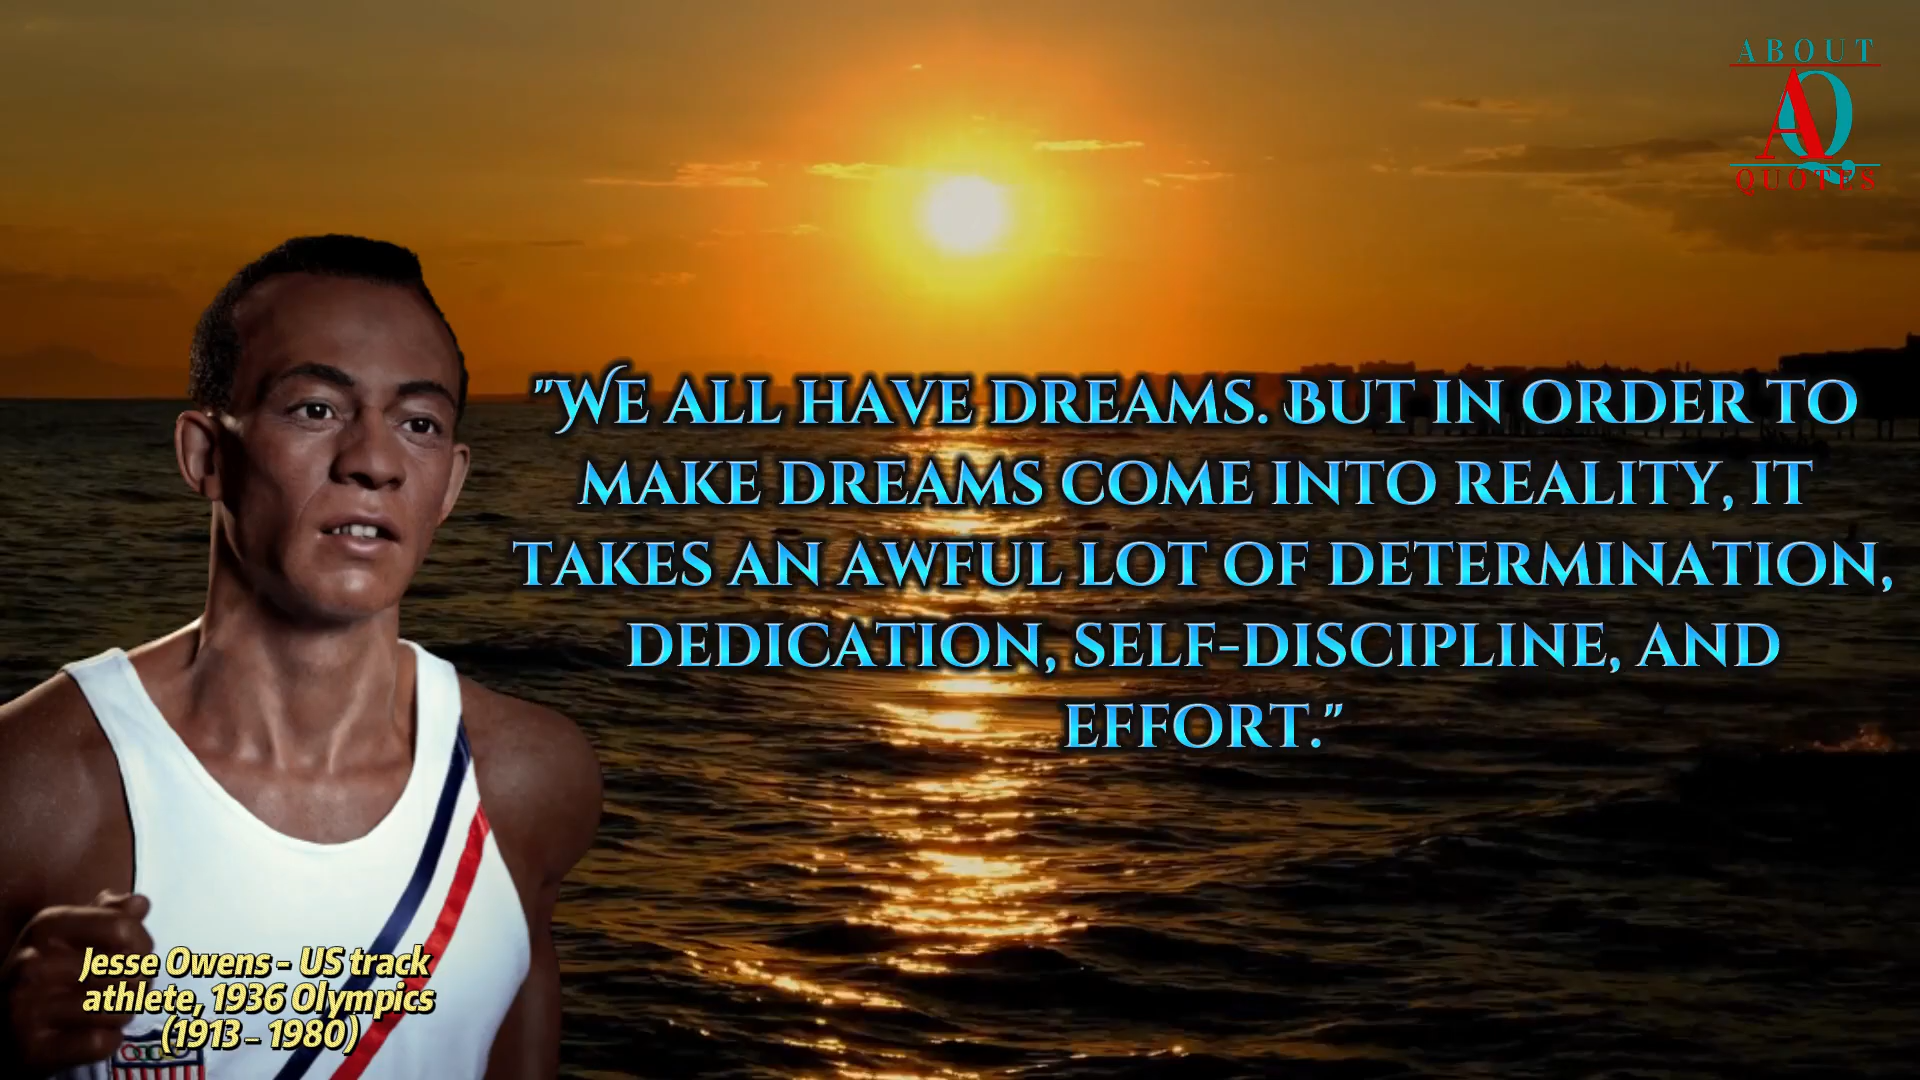 ABOUT
AQ
QUOTES
"We all have dreams. But in order to
make dreams come into reality, it
takes an awful lot of determination,
dedication, self-discipline, and
effort."
Jesse Owens - US track
athlete, 1936 Olympics
(1913 - 1980)